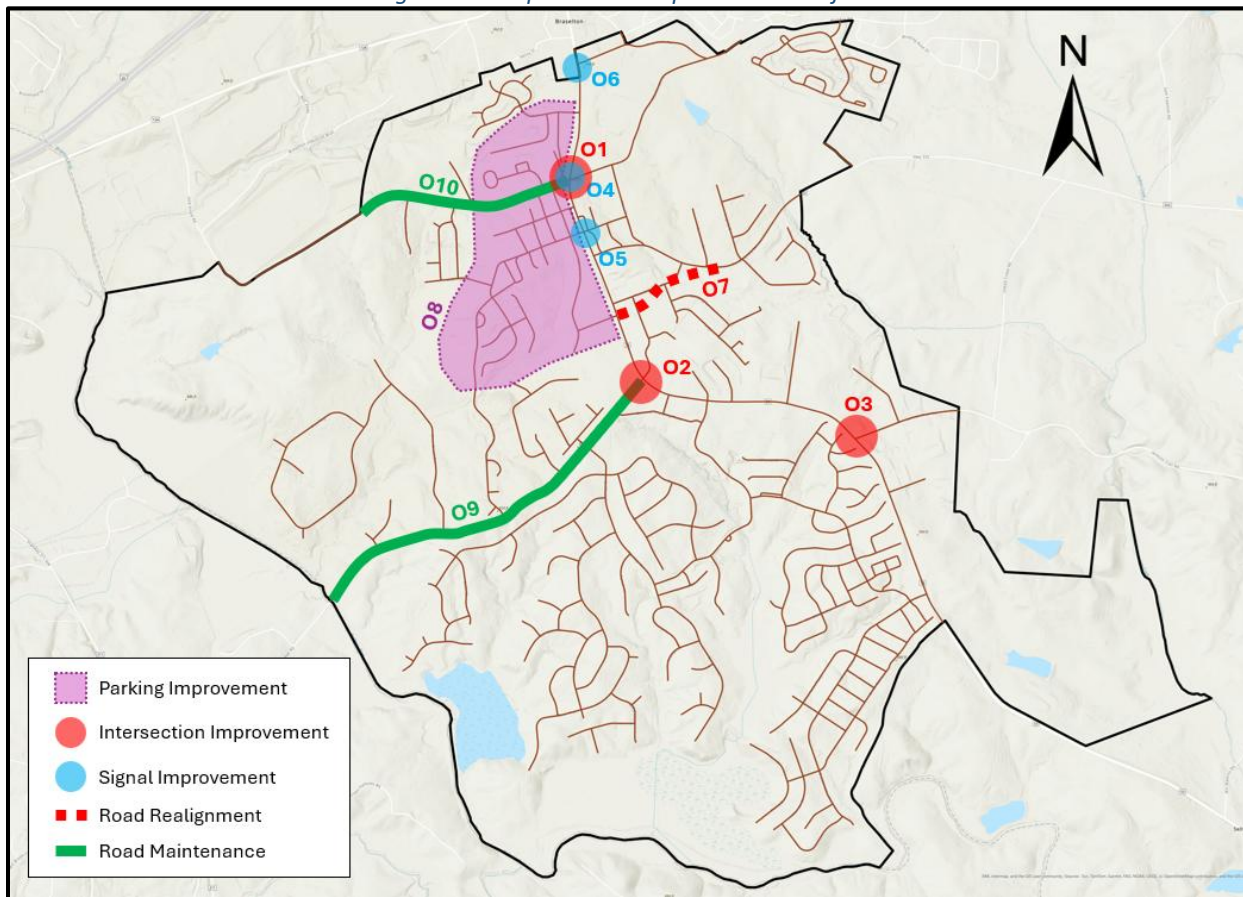 Braselton
N
O6
O1
O4
O10
O5
O7
O8
O2
O3
O9
Parking Improvement
Intersection Improvement
Signal Improvement
Road Realignment
Road Maintenance